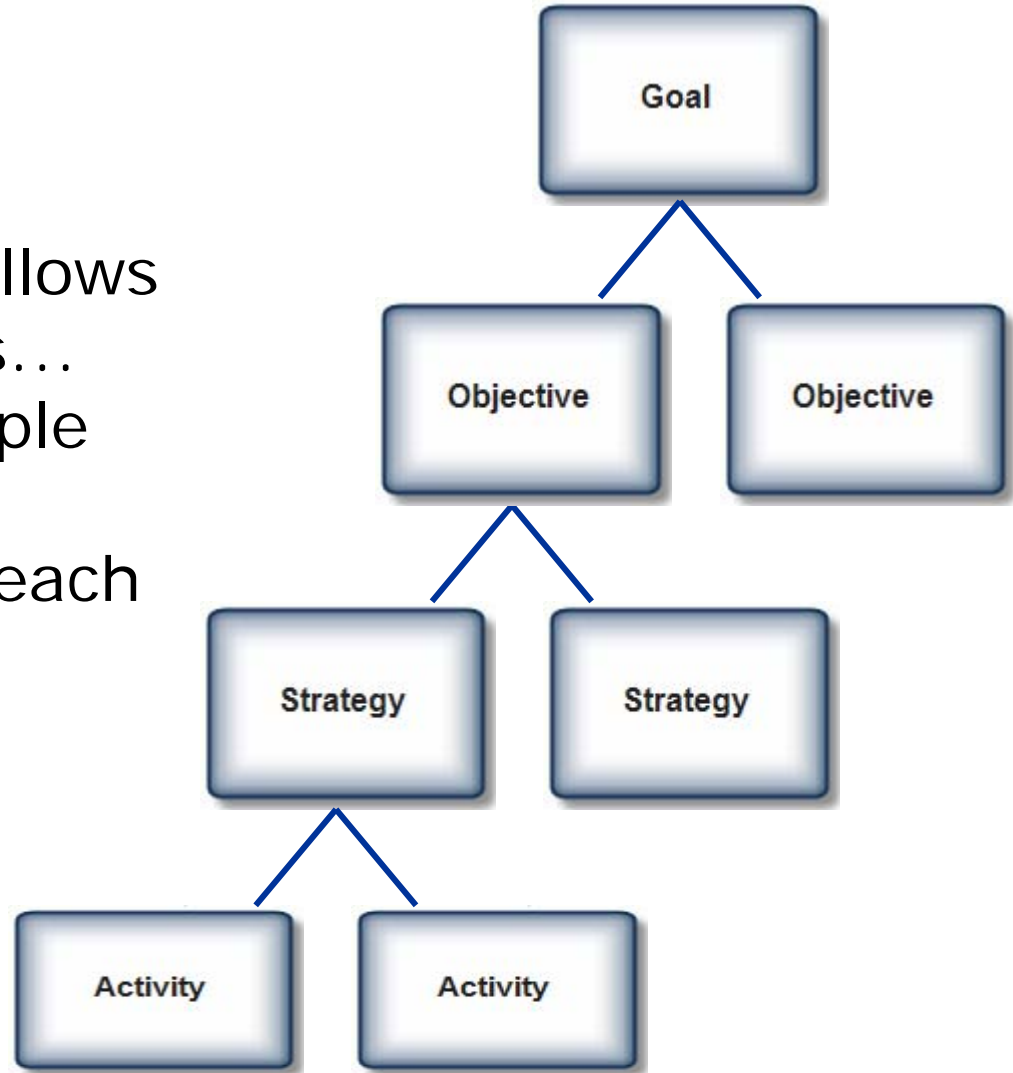 Goal
llows
s...
ple
each
Objective Objective
Strategy Strategy
Activity Activity